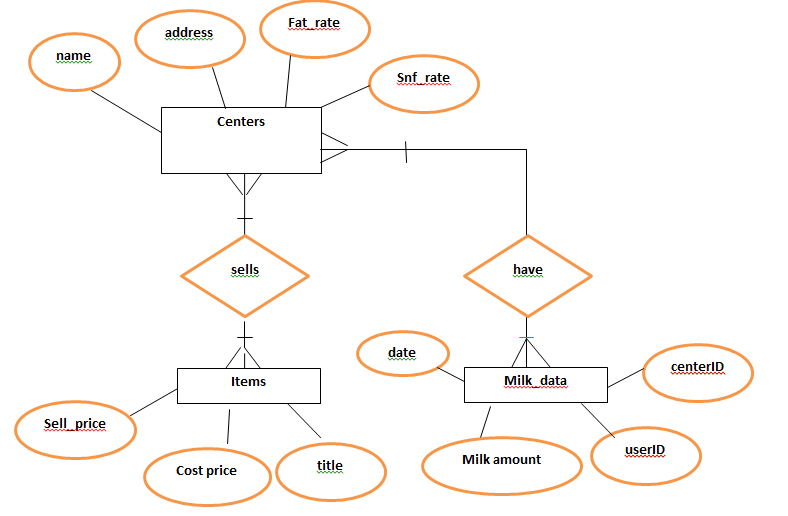 name
address
Fat_rate
Snf_rate
Centers
sells
have
date
Items
Milk_data
centerID
Sell_price
Cost price
title
Milk amount
userID